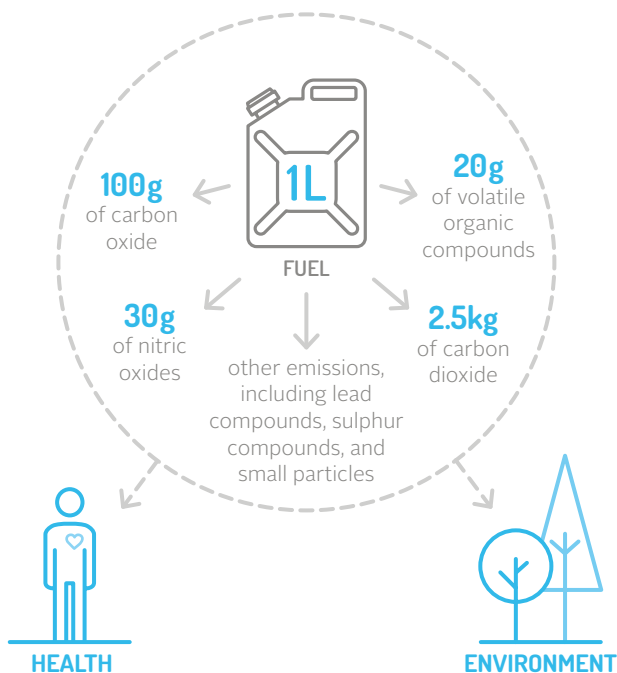 1L
FUEL
100g
of carbon
oxide
20g
of volatile
organic
compounds
30g
of nitric
oxides
other emissions,
including lead
compounds, sulphur
compounds, and
small particles
2.5kg
of carbon
dioxide
HEALTH
ENVIRONMENT